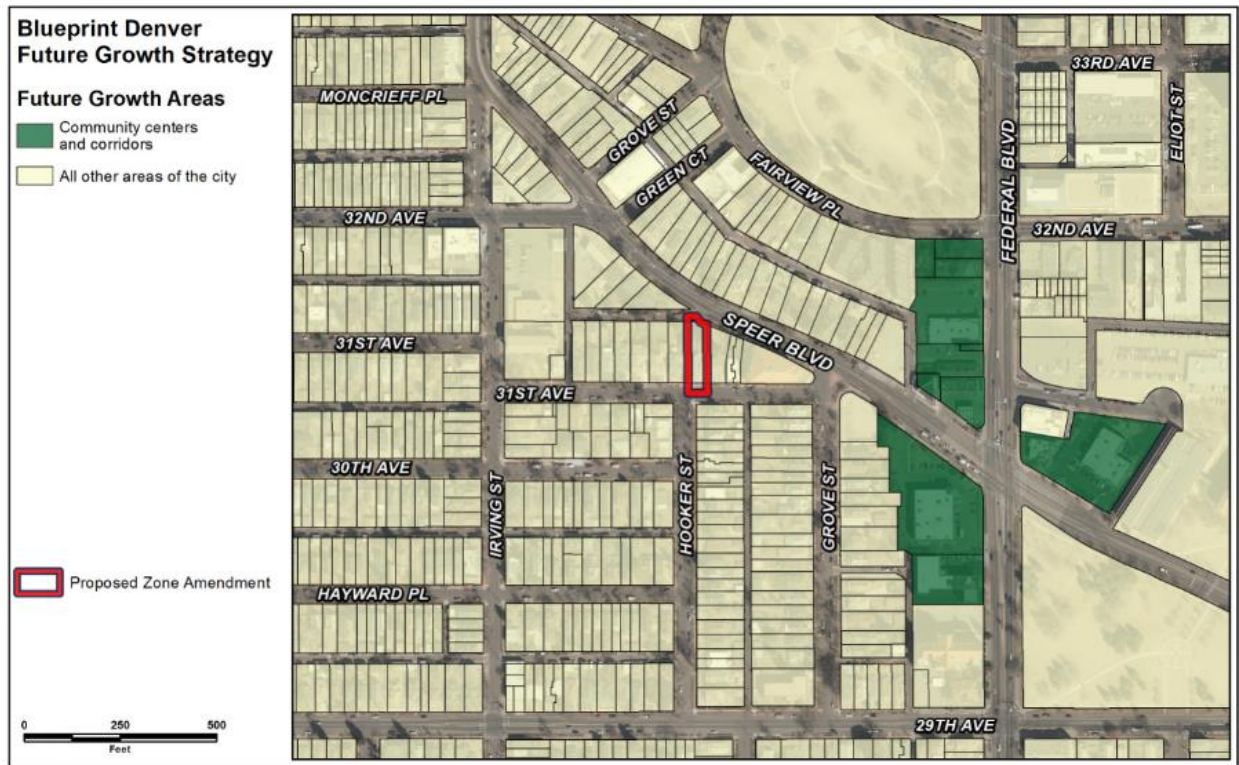 Blueprint Denver
Future Growth Strategy
Future Growth Areas
Community centers
and corridors
All other areas of the city
Proposed Zone Amendment
0 250 500
Feet
33RD AVE
MONCRIEFF PL
GROVE ST
ELIOT ST
GREEN CT
FAIRVIEW PL
FEDERAL BLVD
32ND AVE
32ND AVE
SPEER BLVD
31ST AVE
31ST AVE
30TH AVE
IRVING ST
HOOKER ST
GROVE ST
HAYWARD PL
29TH AVE